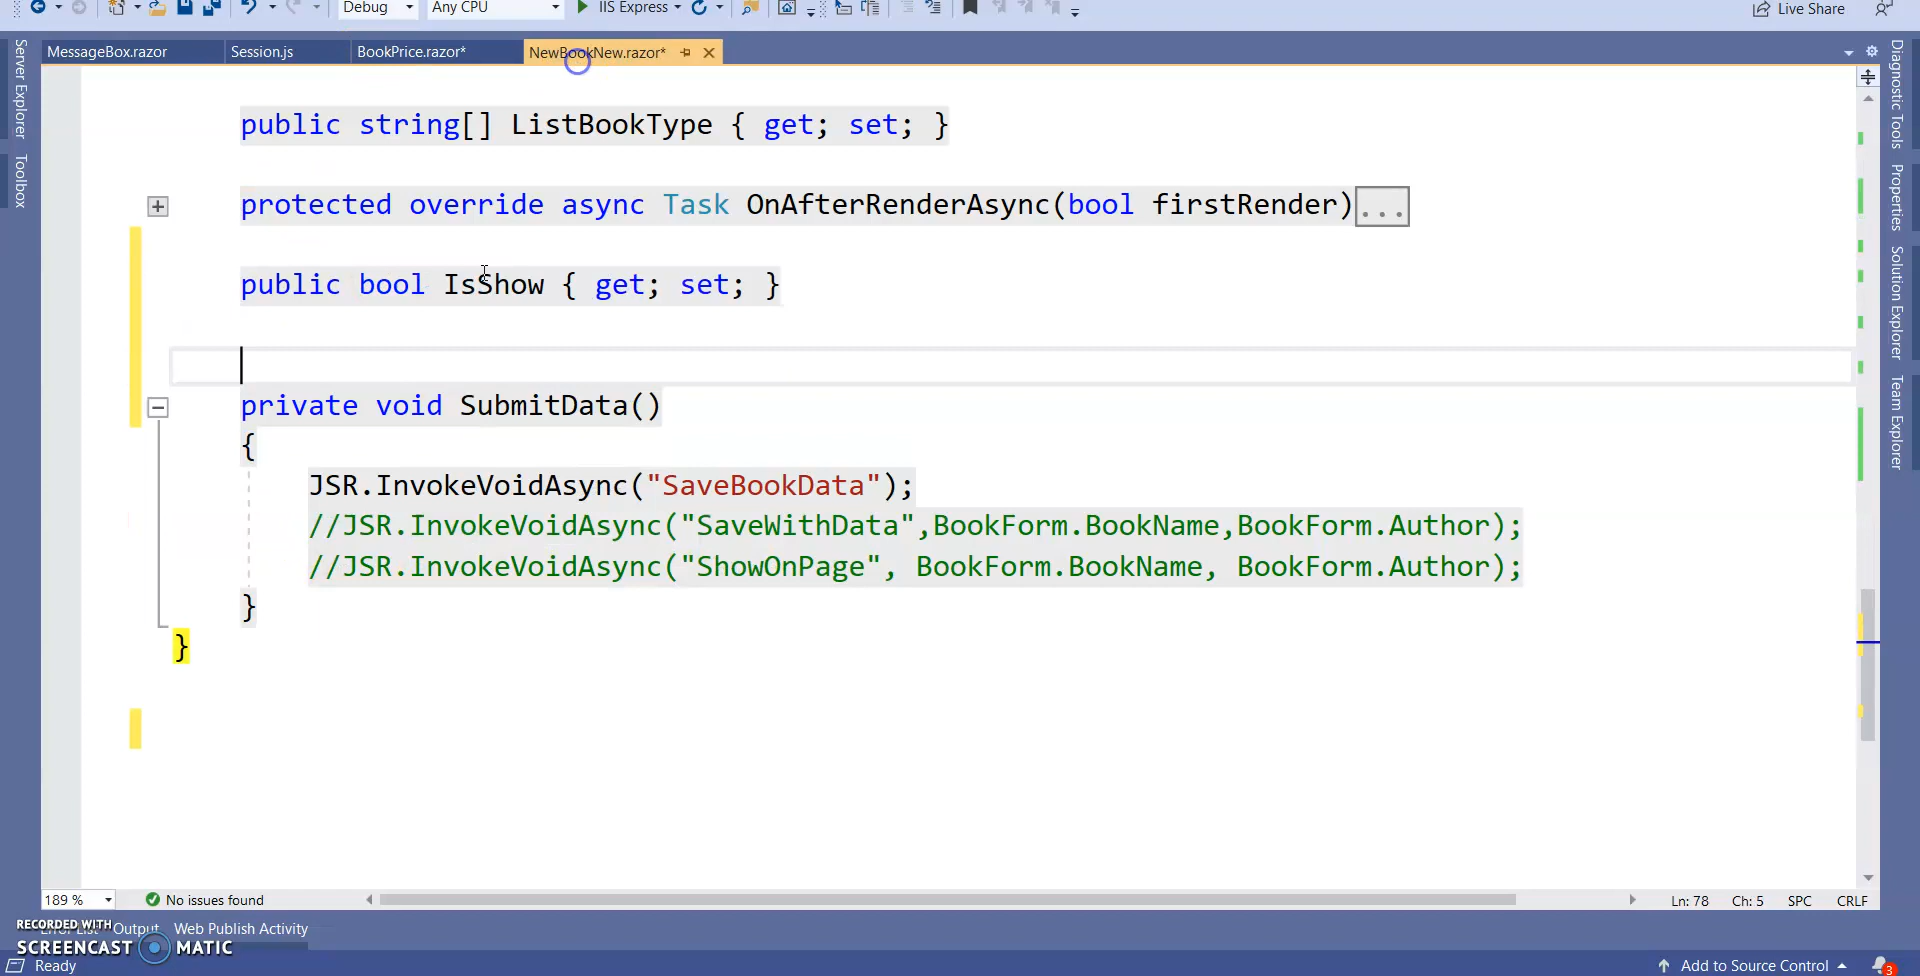 Debug Any CPU IIS Express Live Share
MessageBox.razor Session.js BookPrice.razor* NewBookNew.razor*
Server Explorer
Toolbox
public string[] ListBookType { get; set; }
protected override async Task OnAfterRenderAsync(bool firstRender)...
public bool IsShow { get; set; }
private void SubmitData()
{
JSR.InvokeVoidAsync("SaveBookData");
//JSR.InvokeVoidAsync("SaveWithData",BookForm.BookName,BookForm.Author);
//JSR.InvokeVoidAsync("ShowOnPage", BookForm.BookName, BookForm.Author);
}
}
Diagnostic Tools
Properties
Solution Explorer
Team Explorer
189 % No issues found Ln: 78 Ch: 5 SPC CRLF
Error List Output Web Publish Activity
RECORDED WITH
SCREENCAST MATIC
Ready Add to Source Control 3